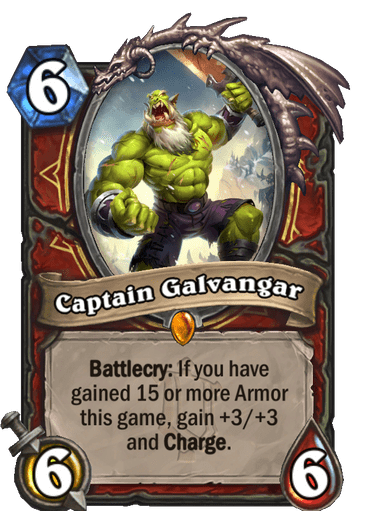 6
Captain Galvangar
Battlecry: If you have
gained 15 or more Armor
this game, gain +3/+3
and Charge.
6
6